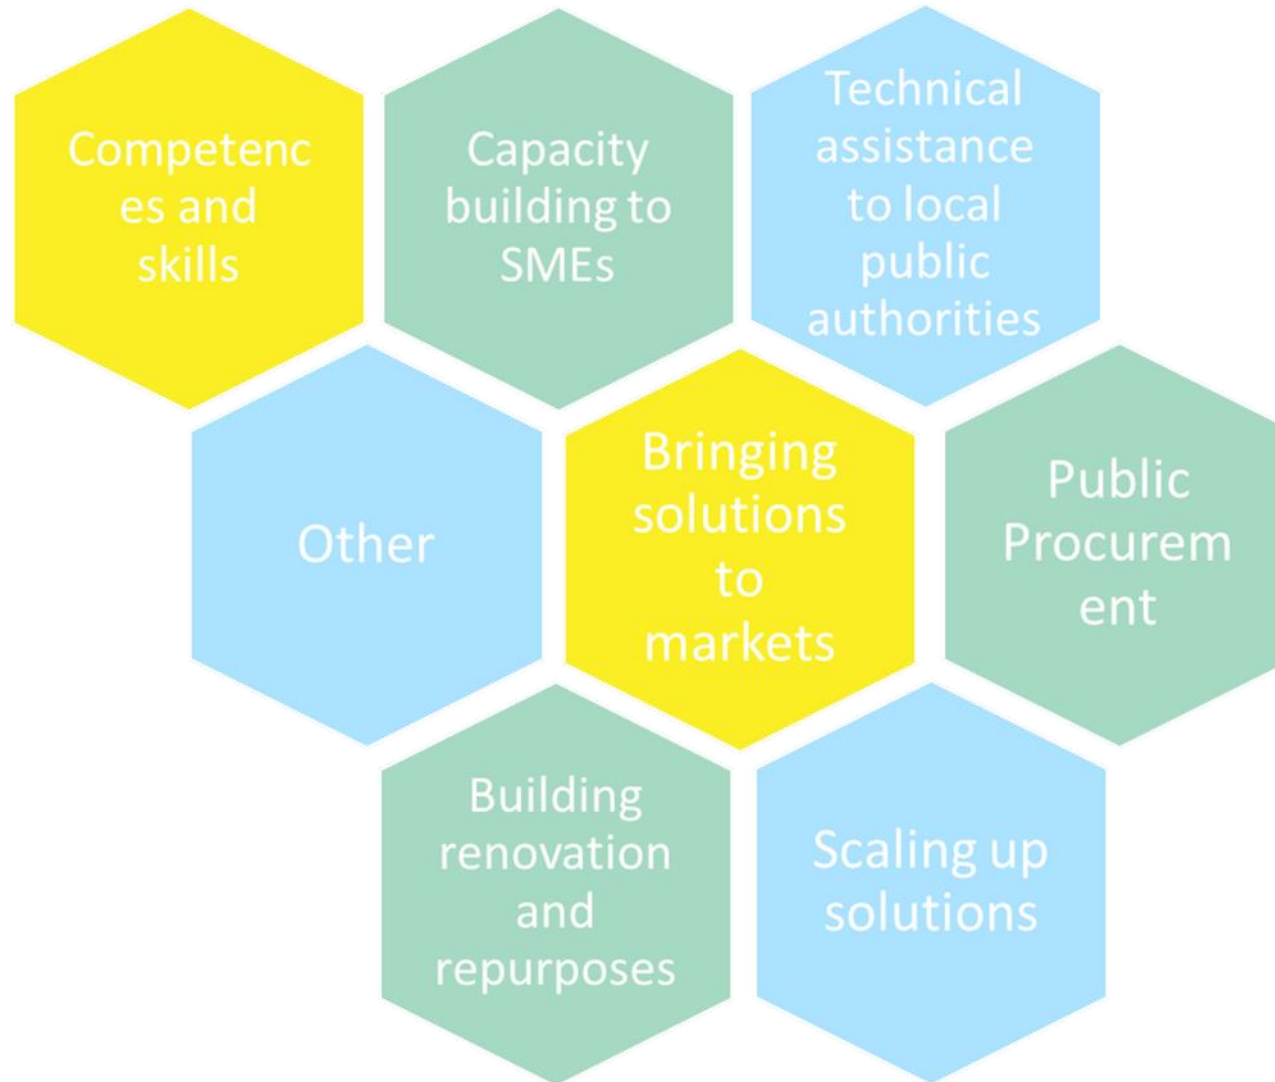 Competenc
es and
skills
Capacity
building to
SMEs
Technical
assistance
to local
public
authorities
Other
Bringing
solutions
to
markets
Public
Procurem
ent
Building
renovation
and
repurposes
Scaling up
solutions